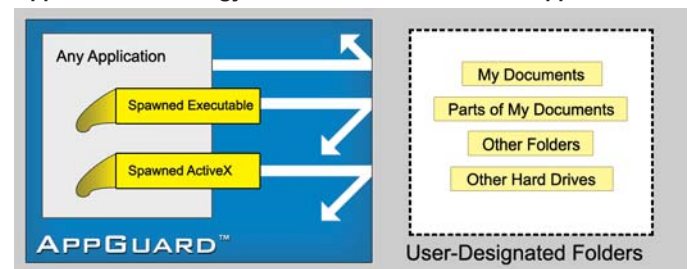 Any Application
Spawned Executable
Spawned ActiveX
APPGUARD™
My Documents
Parts of My Documents
Other Folders
Other Hard Drives
User-Designated Folders